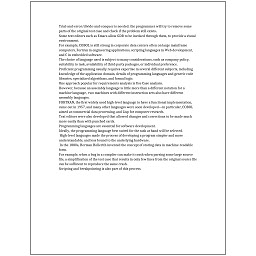 Trial-and-error/divide-and-conquer is needed: the programmer will try to remove some
parts of the original test case and check if the problem still exists.
Some text editors such as Emacs allow GDB to be invoked through them, to provide a visual
environment.
For example, COBOL is still strong in corporate data centers often on large mainframe
computers, Fortran in engineering applications, scripting languages in Web development,
and C in embedded software.
The choice of language used is subject to many considerations, such as company policy,
suitability to task, availability of third-party packages, or individual preference.
Proficient programming usually requires expertise in several different subjects, including
knowledge of the application domain, details of programming languages and generic code
libraries, specialized algorithms, and formal logic.
One approach popular for requirements analysis is Use Case analysis.
However, because an assembly language is little more than a different notation for a
machine language, two machines with different instruction sets also have different
assembly languages.
FORTRAN, the first widely used high-level language to have a functional implementation,
came out in 1957, and many other languages were soon developed—in particular, COBOL
aimed at commercial data processing, and Lisp for computer research.
Text editors were also developed that allowed changes and corrections to be made much
more easily than with punched cards.
Programming languages are essential for software development.
Ideally, the programming language best suited for the task at hand will be selected.
High-level languages made the process of developing a program simpler and more
understandable, and less bound to the underlying hardware.
In the 1880s, Herman Hollerith invented the concept of storing data in machine-readable
form.
For example, when a bug in a compiler can make it crash when parsing some large source
file, a simplification of the test case that results in only few lines from the original source file
can be sufficient to reproduce the same crash.
Scripting and breakpointing is also part of this process.